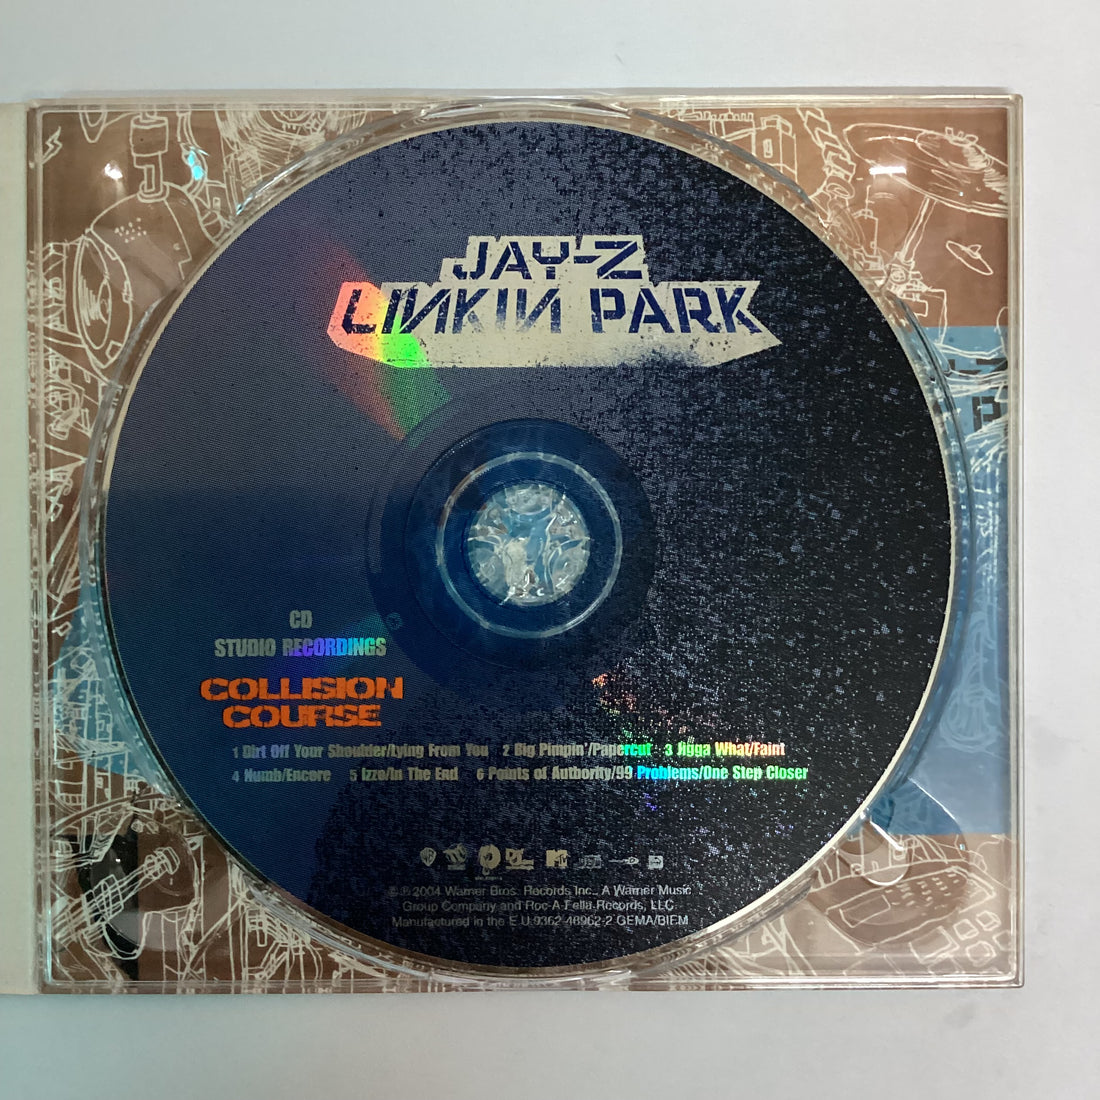 JAY-Z
LINKIN PARK
CD
STUDIO RECORDINGS
COLLISION
COURSE
1 Dirt Off Your Shoulder/Lying From You 2 Big Pimpin'/Papercut 3 Jigga What/Faint
4 Numb/Encore 5 Izzo/In The End 6 Points of Authority/99 Problems/One Step Closer
© ℗ 2004 Warner Bros. Records Inc., A Warner Music
Group Company and Roc-A-Fella Records, LLC
Manufactured in the E.U. 9362-48962-2 GEMA/BIEM